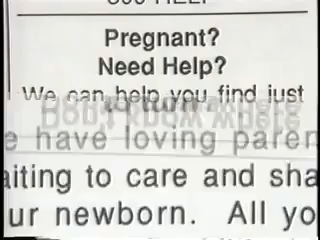 Pregnant?
Need Help?
We can help you find just
e have loving paren
aiting to care and sha
ur newborn. All yo